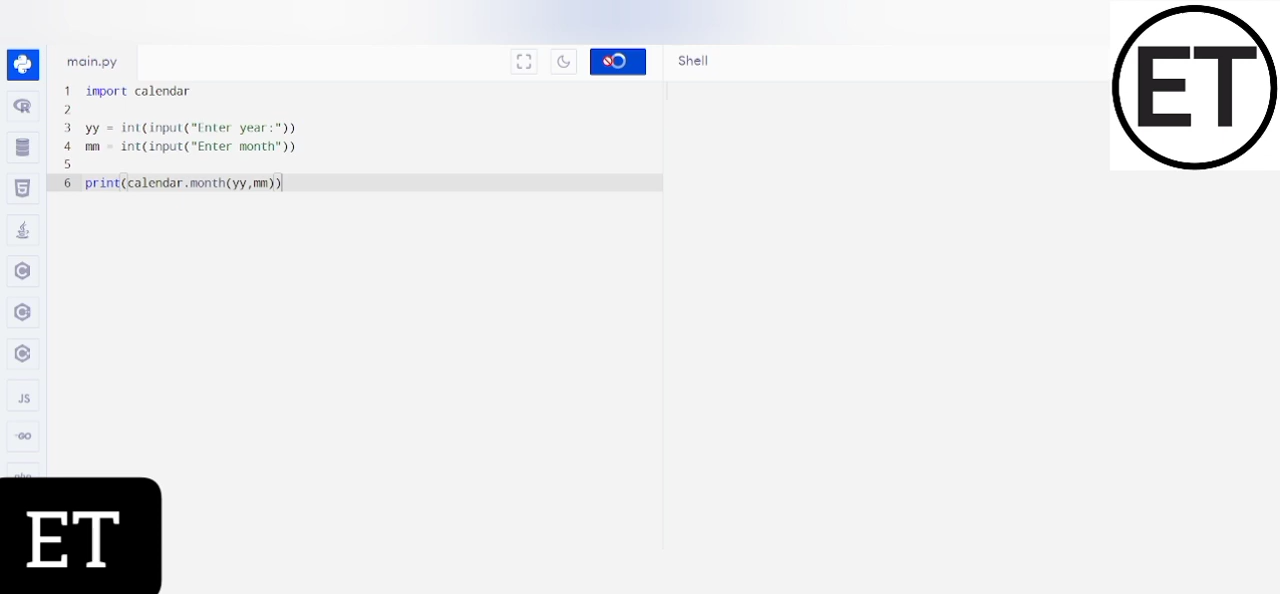 main.py
Shell
ET
1 import calendar
2
3 yy = int(input("Enter year:"))
4 mm = int(input("Enter month"))
5
6 print(calendar.month(yy,mm))
R
C
C
C
JS
GO
php
ET